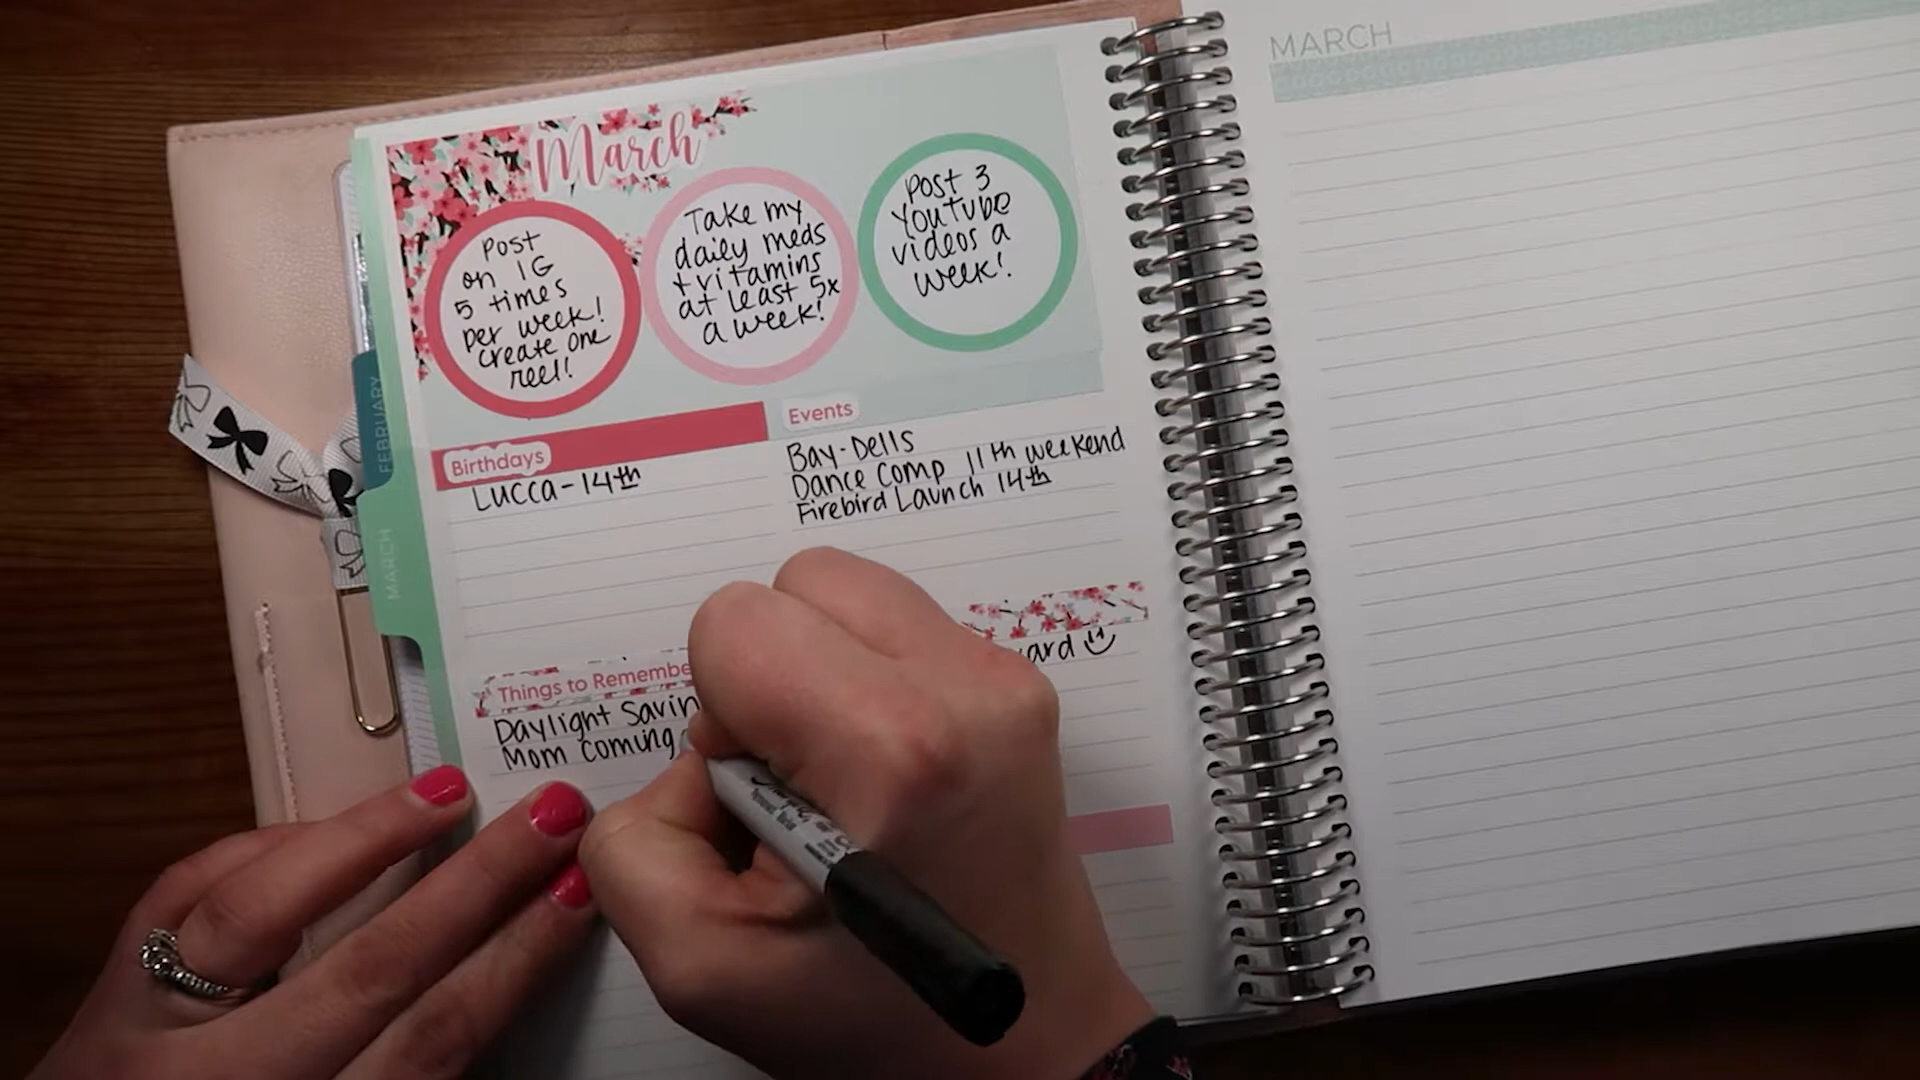 MARCH
March
Post
on IG
5 times
per week!
create one
reel!
Take my
daily meds
+ vitamins
at least 5x
a week!
Post 3
YouTube
videos a
week!
FEBRUARY
MARCH
Birthdays
Lucca - 14th
Events
Bay-Dells
Dance Comp 11th weekend
Firebird Launch 14th
Things to Remembe
Daylight Savin
Mom coming
ard